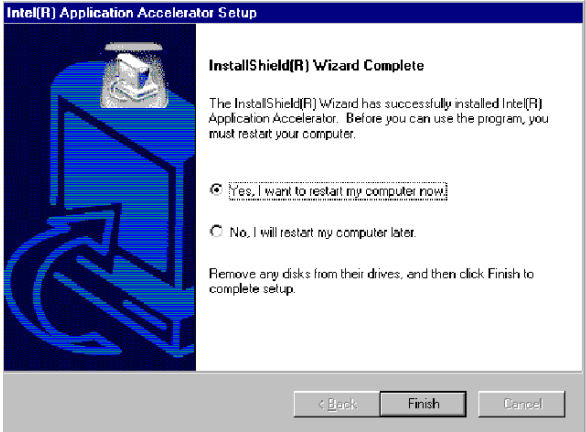 Intel(R) Application Accelerator Setup
InstallShield(R) Wizard Complete
The InstallShield(R) Wizard has successfully installed Intel(R)
Application Accelerator. Before you can use the program, you
must restart your computer.
Yes, I want to restart my computer now.
No, I will restart my computer later.
Remove any disks from their drives, and then click Finish to
complete setup.
< Back
Finish
Cancel